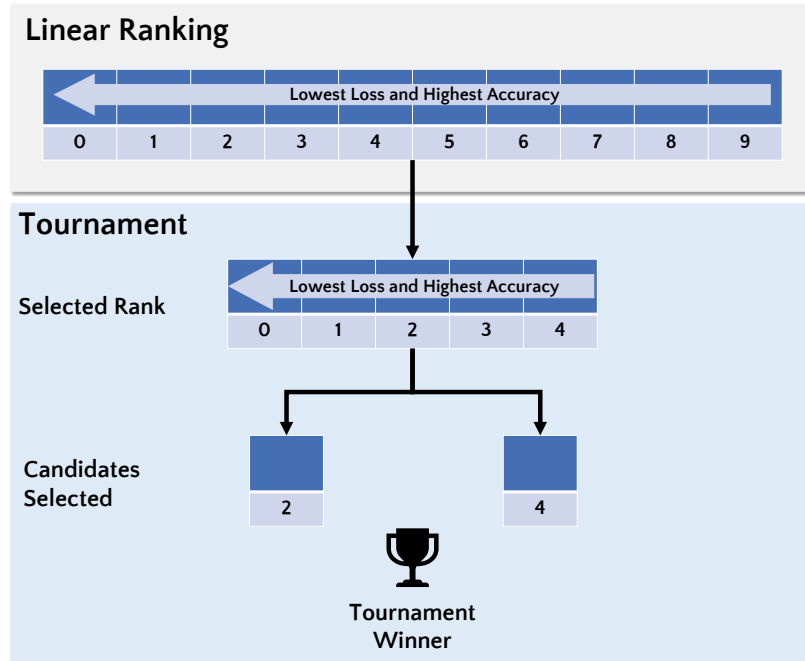 Linear Ranking
Lowest Loss and Highest Accuracy
0 1 2 3 4 5 6 7 8 9
Tournament
Selected Rank
Lowest Loss and Highest Accuracy
0 1 2 3 4
Candidates
Selected
2 4
Tournament
Winner